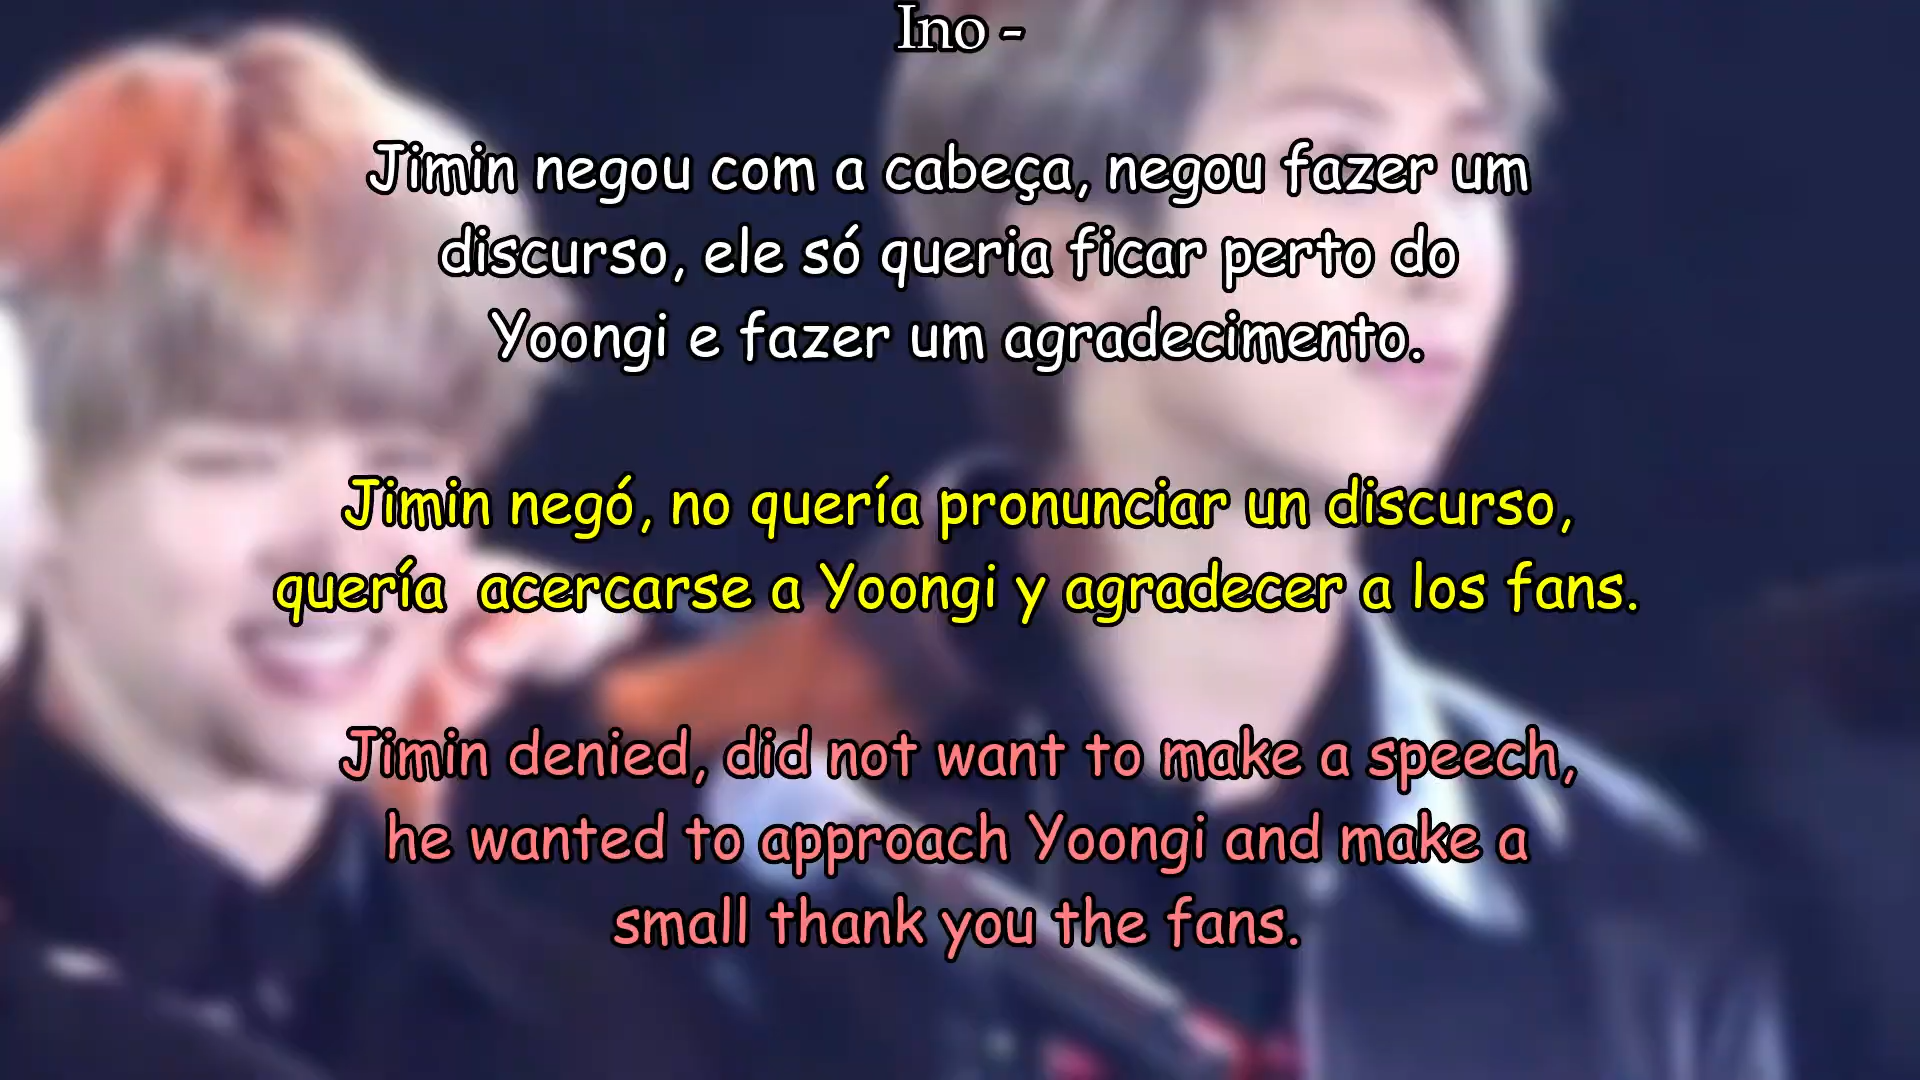 Ino -
Jimin negou com a cabeça, negou fazer um
discurso, ele só queria ficar perto do
Yoongi e fazer um agradecimento.
Jimin negó, no quería pronunciar un discurso,
quería  acercarse a Yoongi y agradecer a los fans.
Jimin denied, did not want to make a speech,
he wanted to approach Yoongi and make a
small thank you the fans.